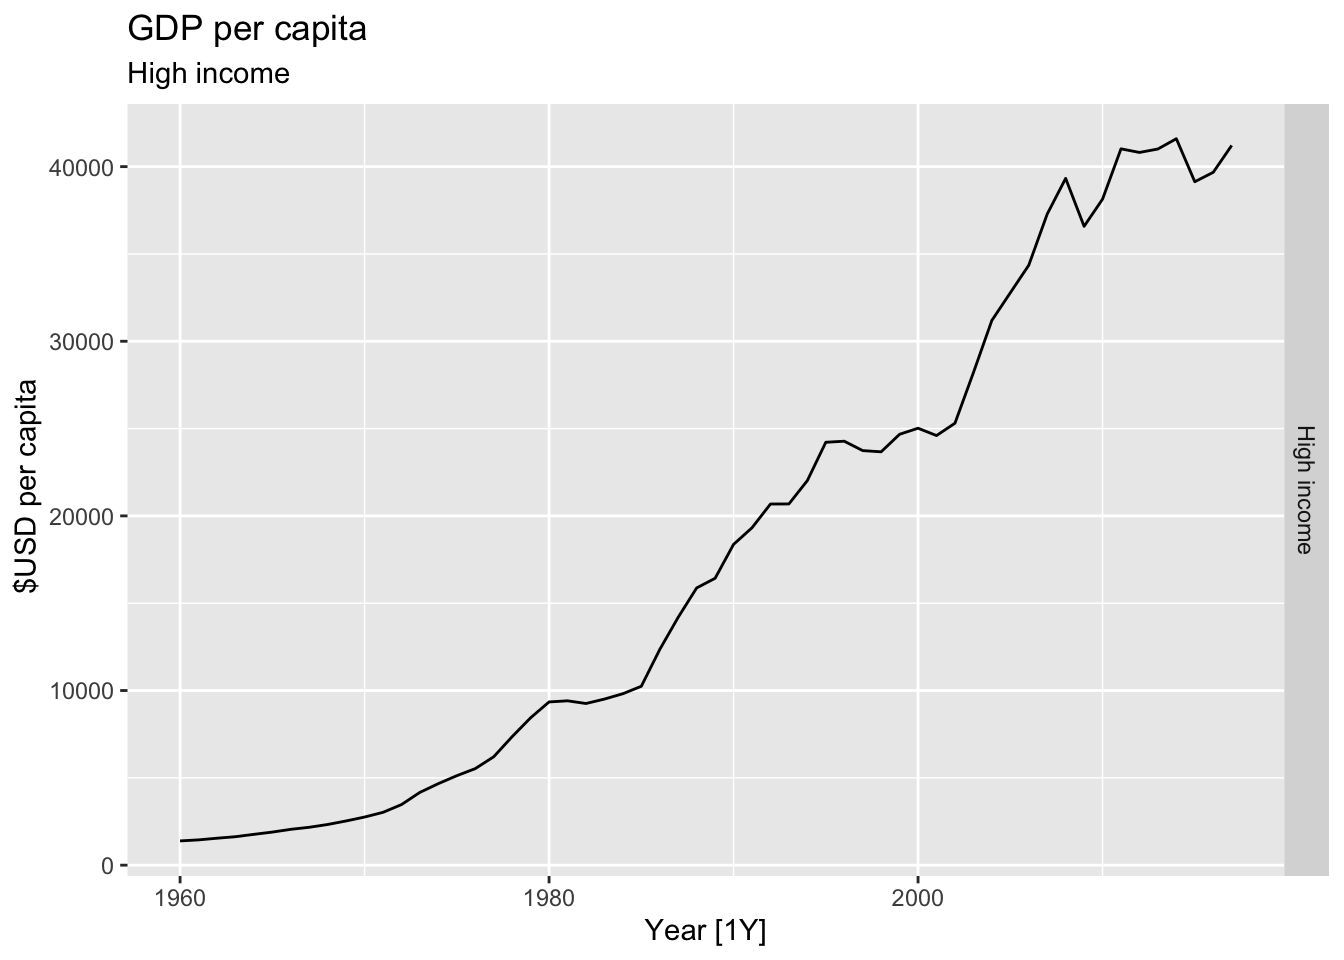 GDP per capita
High income
40000
30000
20000
10000
0
$USD per capita
High income
1960
1980
2000
Year [1Y]